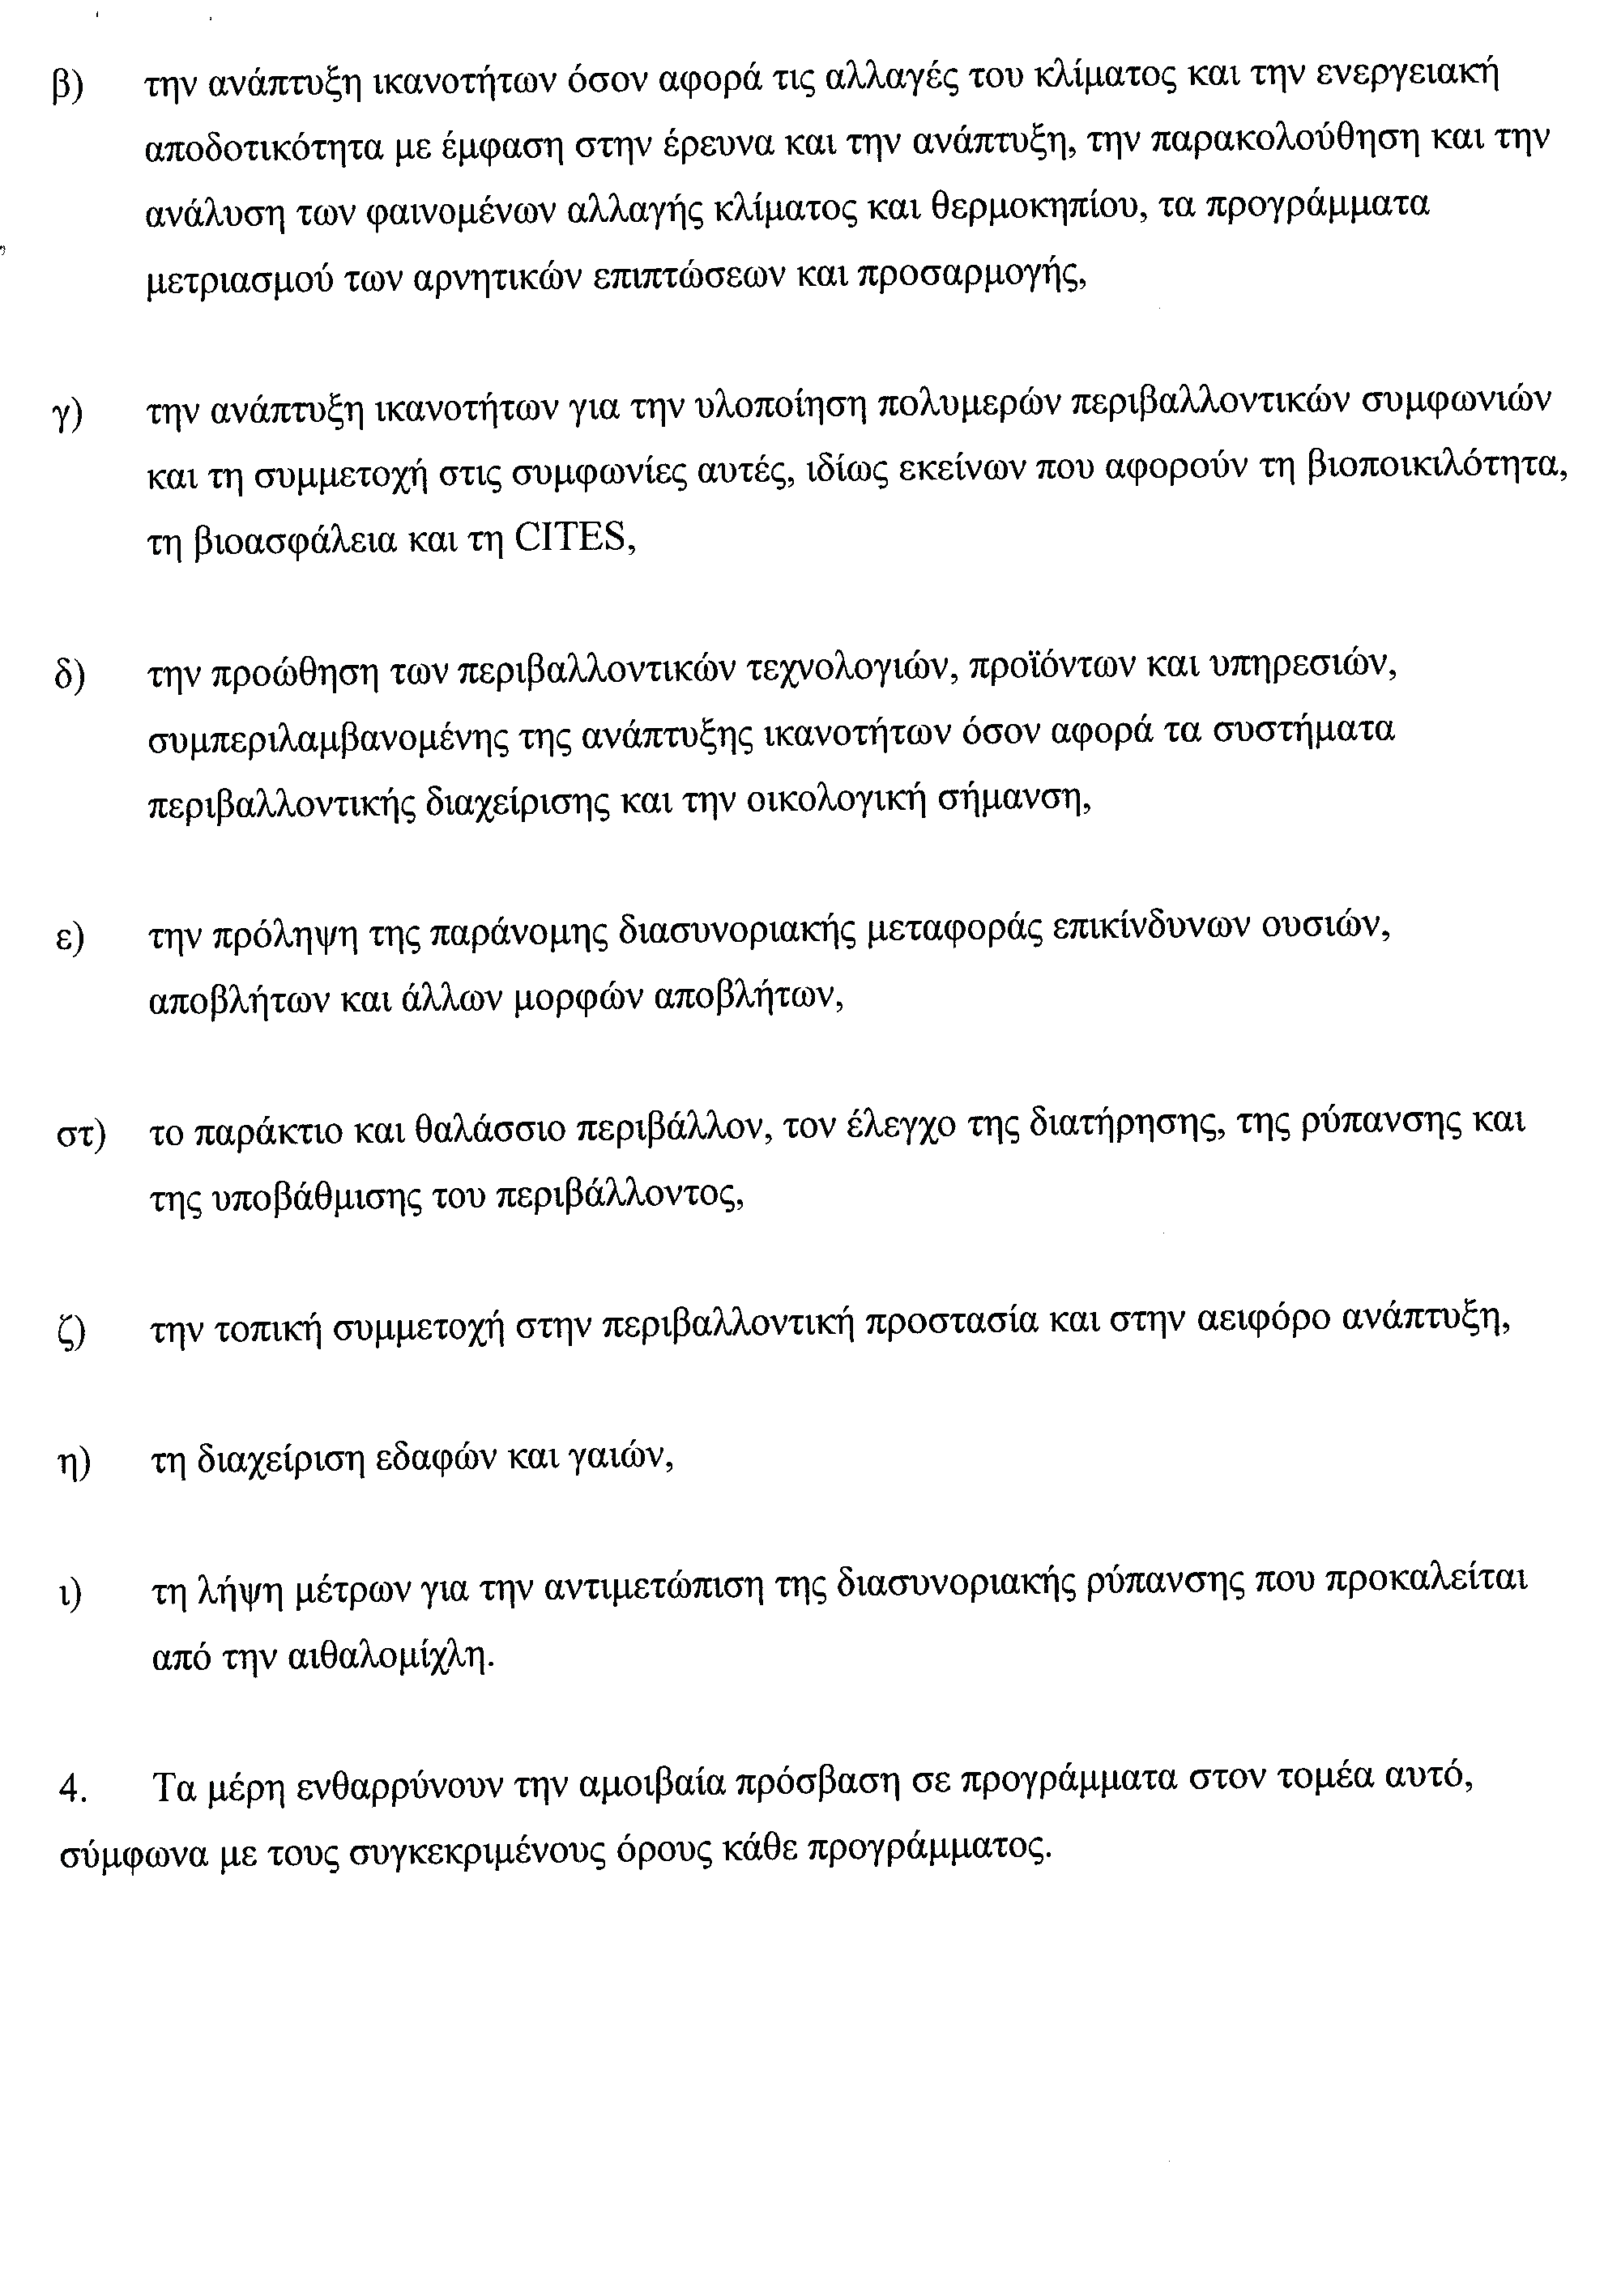 β) την ανάπτυξη ικανοτήτων όσον αφορά τις αλλαγές του κλίματος και την ενεργειακή
αποδοτικότητα με έμφαση στην έρευνα και την ανάπτυξη, την παρακολούθηση και την
ανάλυση των φαινομένων αλλαγής κλίματος και θερμοκηπίου, τα προγράμματα
μετριασμού των αρνητικών επιπτώσεων και προσαρμογής,
γ) την ανάπτυξη ικανοτήτων για την υλοποίηση πολυμερών περιβαλλοντικών συμφωνιών
και τη συμμετοχή στις συμφωνίες αυτές, ιδίως εκείνων που αφορούν τη βιοποικιλότητα,
τη βιοασφάλεια και τη CITES,
δ) την προώθηση των περιβαλλοντικών τεχνολογιών, προϊόντων και υπηρεσιών,
συμπεριλαμβανομένης της ανάπτυξης ικανοτήτων όσον αφορά τα συστήματα
περιβαλλοντικής διαχείρισης και την οικολογική σήμανση,
ε) την πρόληψη της παράνομης διασυνοριακής μεταφοράς επικίνδυνων ουσιών,
αποβλήτων και άλλων μορφών αποβλήτων,
στ) το παράκτιο και θαλάσσιο περιβάλλον, τον έλεγχο της διατήρησης, της ρύπανσης και
της υποβάθμισης του περιβάλλοντος,
ζ) την τοπική συμμετοχή στην περιβαλλοντική προστασία και στην αειφόρο ανάπτυξη,
η) τη διαχείριση εδαφών και γαιών,
ι) τη λήψη μέτρων για την αντιμετώπιση της διασυνοριακής ρύπανσης που προκαλείται
από την αιθαλομίχλη.
4. Τα μέρη ενθαρρύνουν την αμοιβαία πρόσβαση σε προγράμματα στον τομέα αυτό,
σύμφωνα με τους συγκεκριμένους όρους κάθε προγράμματος.